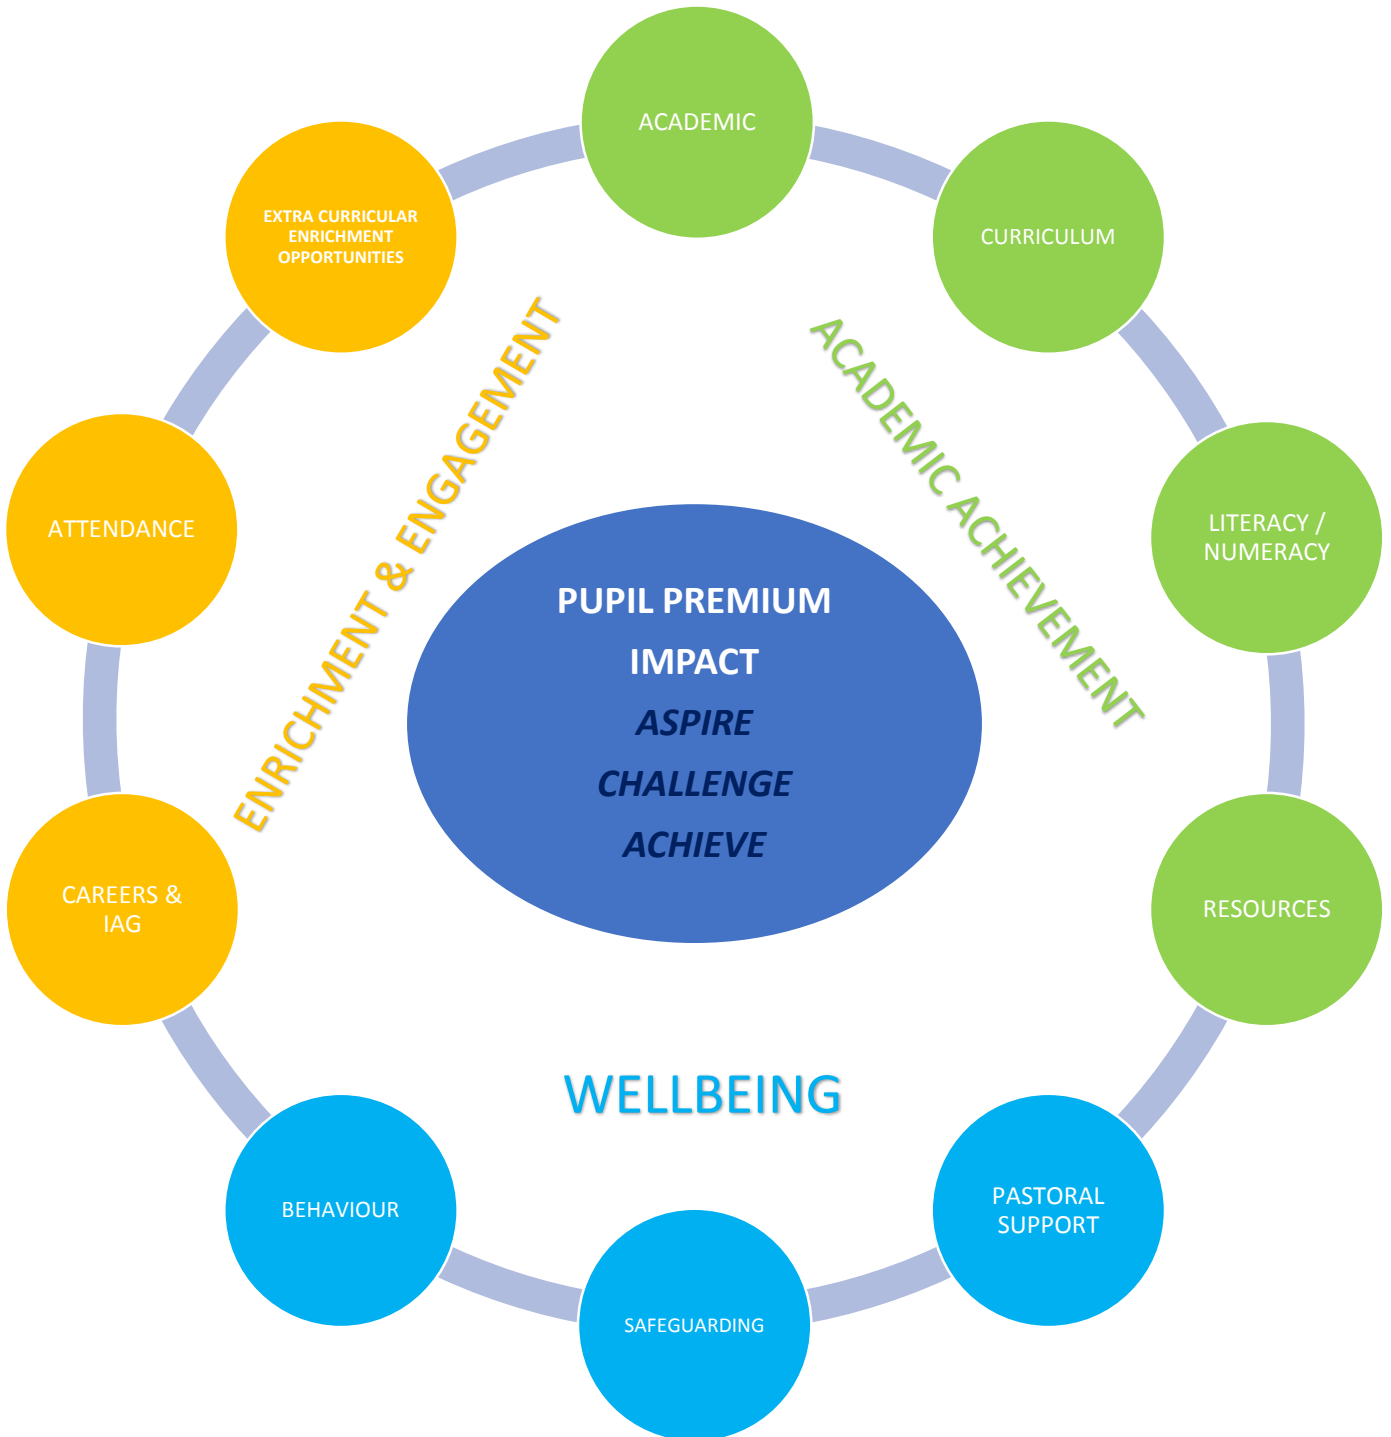 ACADEMIC
EXTRA CURRICULAR
ENRICHMENT
OPPORTUNITIES
CURRICULUM
ENRICHMENT & ENGAGEMENT
ACADEMIC ACHIEVEMENT
ATTENDANCE
LITERACY /
NUMERACY
PUPIL PREMIUM
IMPACT
ASPIRE
CHALLENGE
ACHIEVE
CAREERS &
IAG
RESOURCES
WELLBEING
BEHAVIOUR
PASTORAL
SUPPORT
SAFEGUARDING